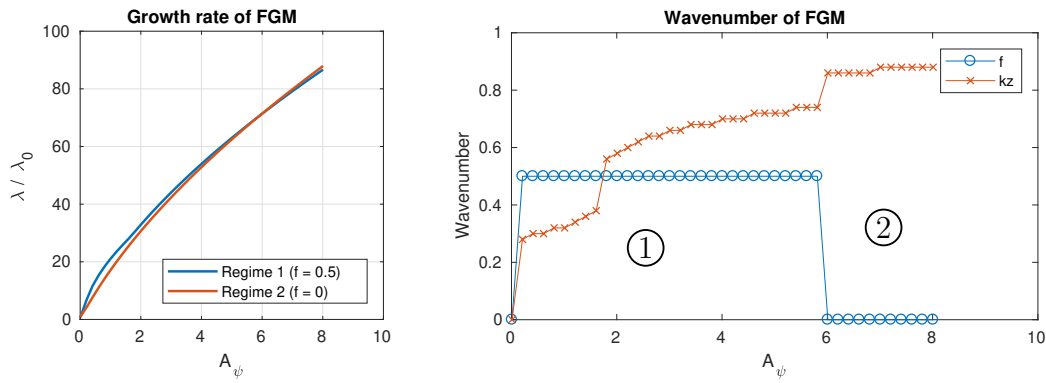 Growth rate of FGM
100
80
60
40
20
0
λ / λ0
Regime 1 (f = 0.5)
Regime 2 (f = 0)
0 2 4 6 8 10
Aψ
Wavenumber of FGM
1
0.8
0.6
0.4
0.2
0
Wavenumber
f
kz
1
2
0 2 4 6 8 10
Aψ